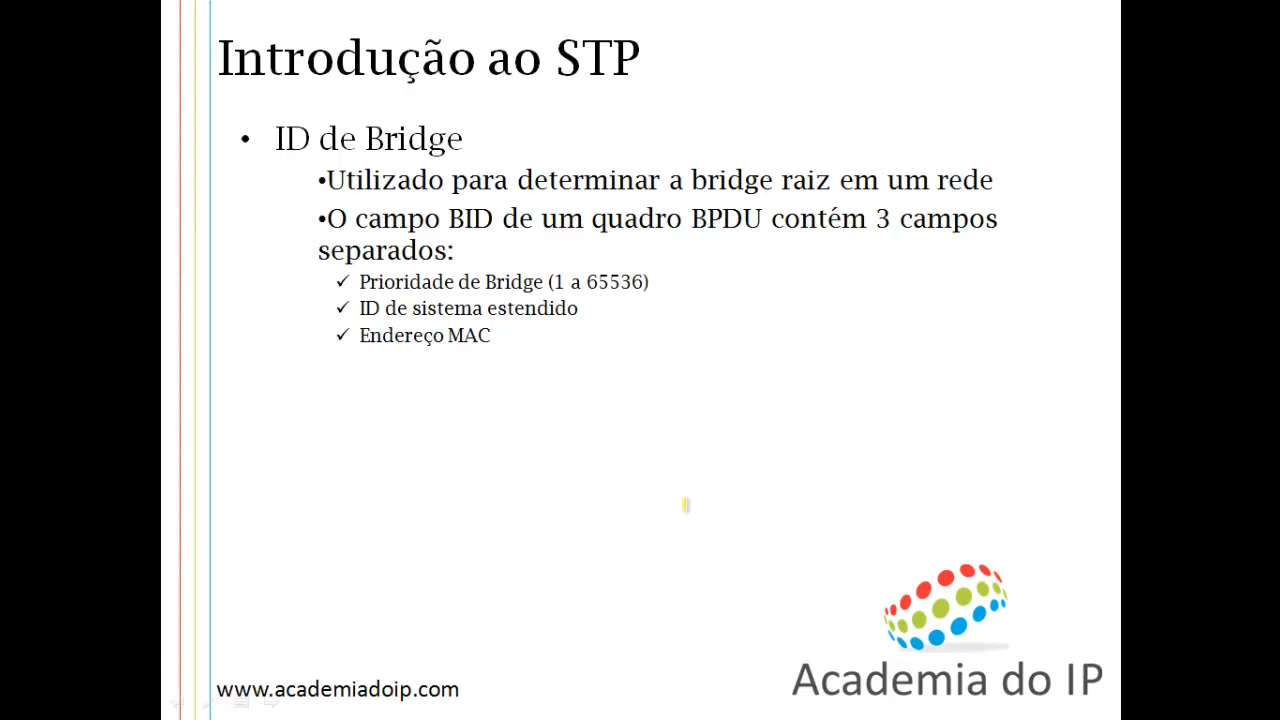 Introdução ao STP
• ID de Bridge
•Utilizado para determinar a bridge raiz em um rede
•O campo BID de um quadro BPDU contém 3 campos
separados:
✓ Prioridade de Bridge (1 a 65536)
✓ ID de sistema estendido
✓ Endereço MAC
www.academiadoip.com
Academia do IP